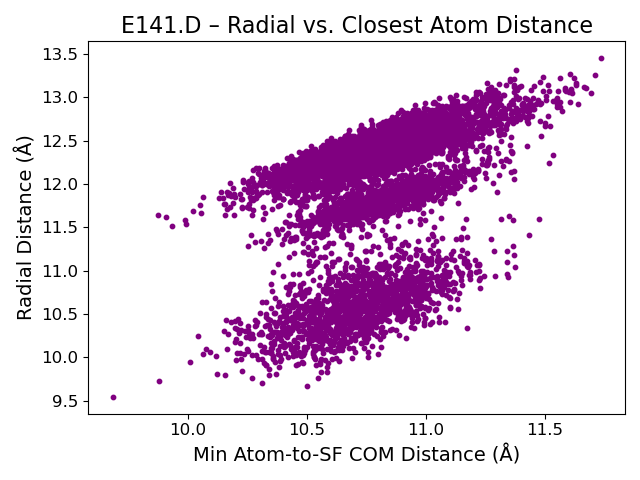 E141.D – Radial vs. Closest Atom Distance
13.5
13.0
12.5
12.0
11.5
11.0
10.5
10.0
9.5
Radial Distance (Å)
10.0 10.5 11.0 11.5
Min Atom-to-SF COM Distance (Å)